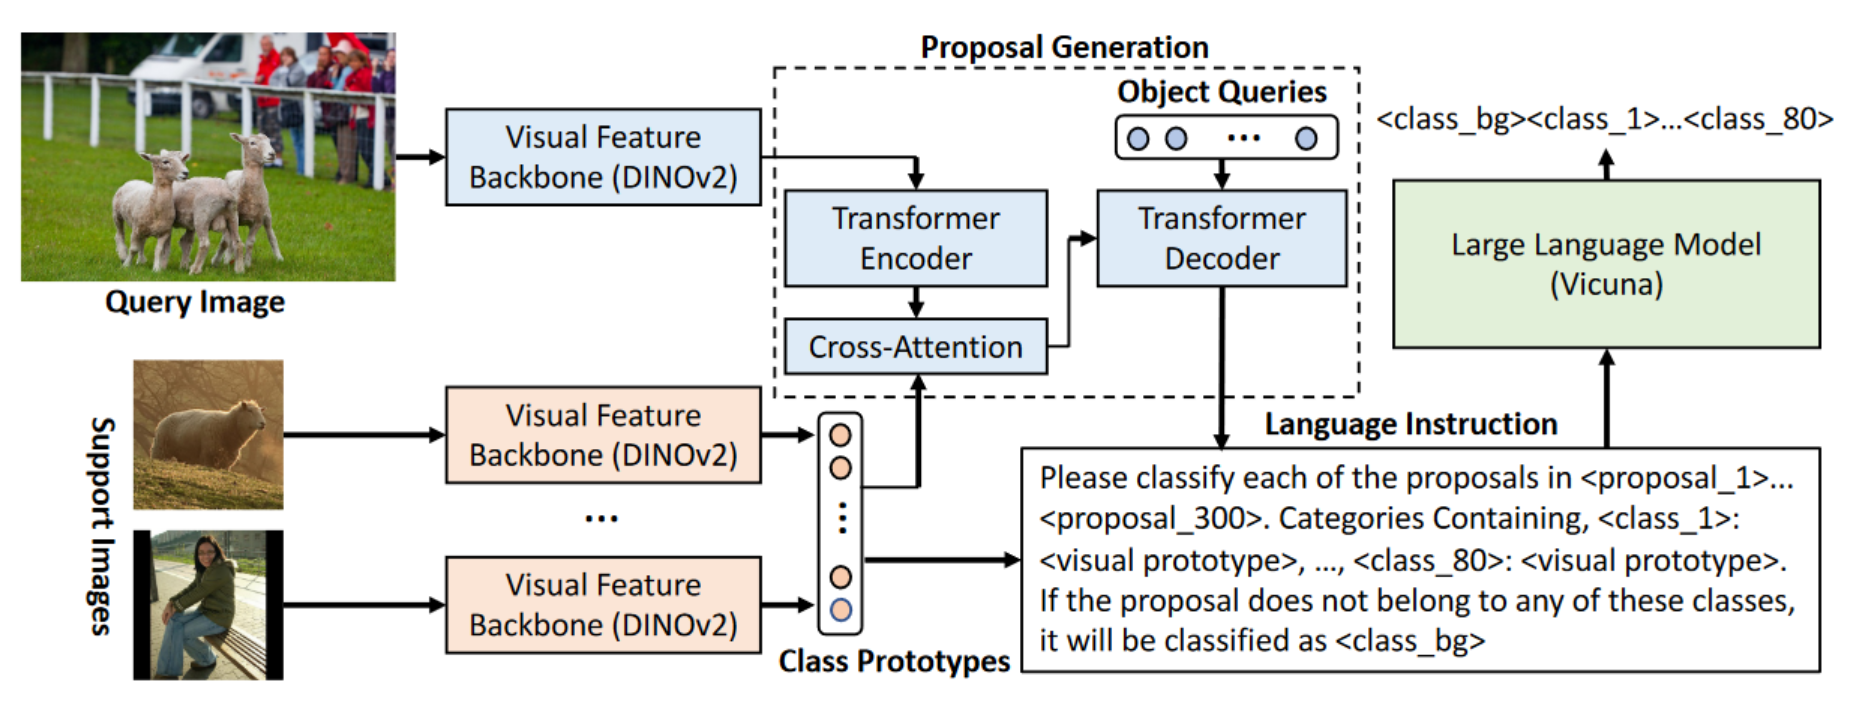 Proposal Generation
Object Queries
...
<class_bg><class_1>...<class_80>
Visual Feature
Backbone (DINOv2)
Transformer
Encoder
Transformer
Decoder
Large Language Model
(Vicuna)
Query Image
Cross-Attention
Support Images
Visual Feature
Backbone (DINOv2)
...
Visual Feature
Backbone (DINOv2)
Class Prototypes
Language Instruction
Please classify each of the proposals in <proposal_1>...
<proposal_300>. Categories Containing, <class_1>:
<visual prototype>, ..., <class_80>: <visual prototype>.
If the proposal does not belong to any of these classes,
it will be classified as <class_bg>